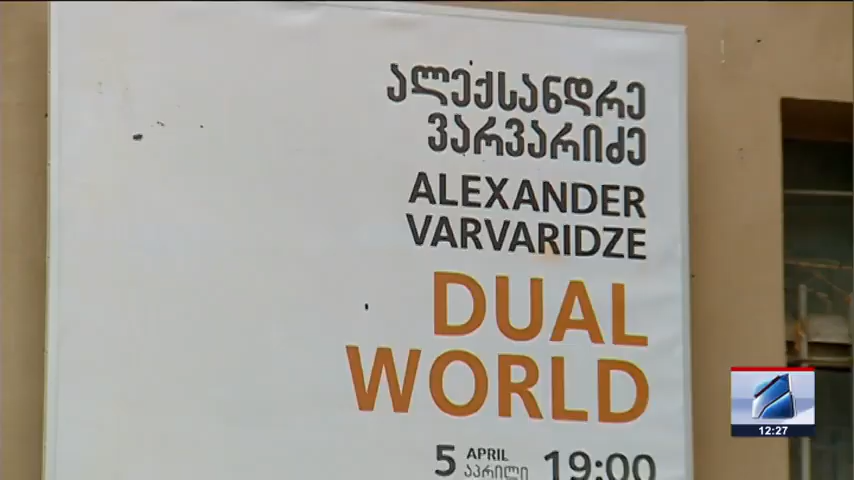 ალექსანდრე
ვარვარიძე
ALEXANDER
VARVARIDZE
DUAL
WORLD
5 APRIL 19:00
აპრილი
12:27